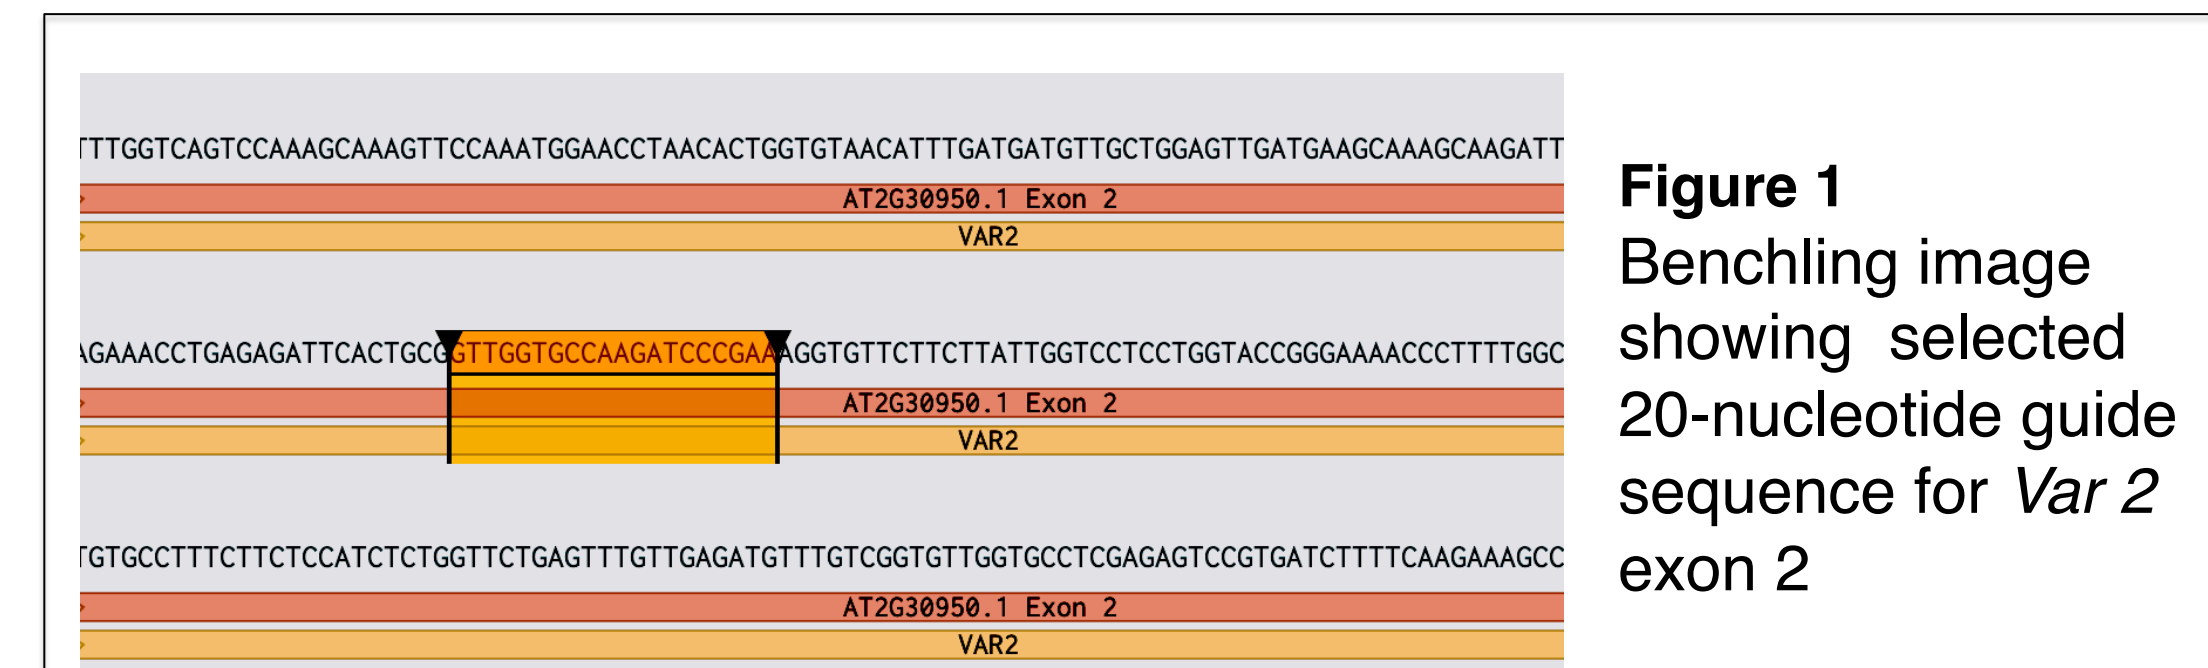 TTTGGTCAGTCCAAAGCAAAGTTCCAAATGGAACCTAACACTGGTGTAACATTTGATGATGTTGCTGGAGTTGATGAAGCAAAGCAAGATT
AT2G30950.1 Exon 2
VAR2
AGAAACCTGAGAGATTCACTGCGGTTGGTGCCAAGATCCCGAAAGGTGTTCTTCTTATTGGTCCTCCTGGTACCGGGAAAACCCTTTTGGC
AT2G30950.1 Exon 2
VAR2
TGTGCCTTTCTTCTCCATCTCTGGTTCTGAGTTTGTTGAGATGTTTGTCGGTGTTGGTGCCTCGAGAGTCCGTGATCTTTTCAAGAAAGCC
AT2G30950.1 Exon 2
VAR2
Figure 1
Benchling image
showing selected
20-nucleotide guide
sequence for Var 2
exon 2